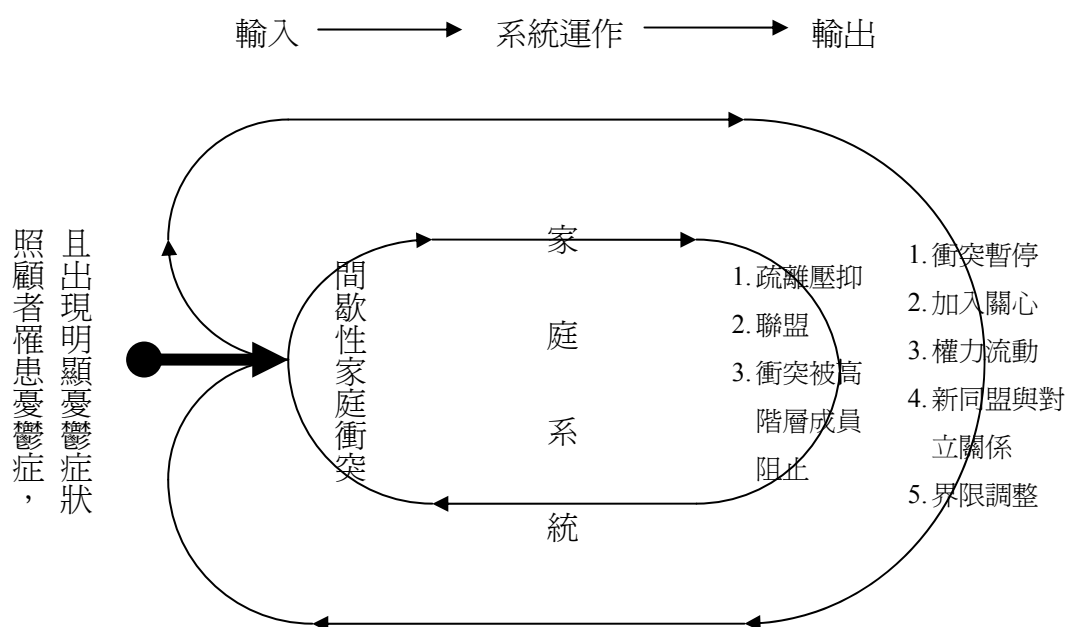 輸入 系統運作 輸出
照顧者罹患憂鬱症，
且出現明顯憂鬱症狀
間歇性家庭衝突
家
庭
系
統
1. 疏離壓抑
2. 聯盟
3. 衝突被高
階層成員
阻止
1. 衝突暫停
2. 加入關心
3. 權力流動
4. 新同盟與對
立關係
5. 界限調整